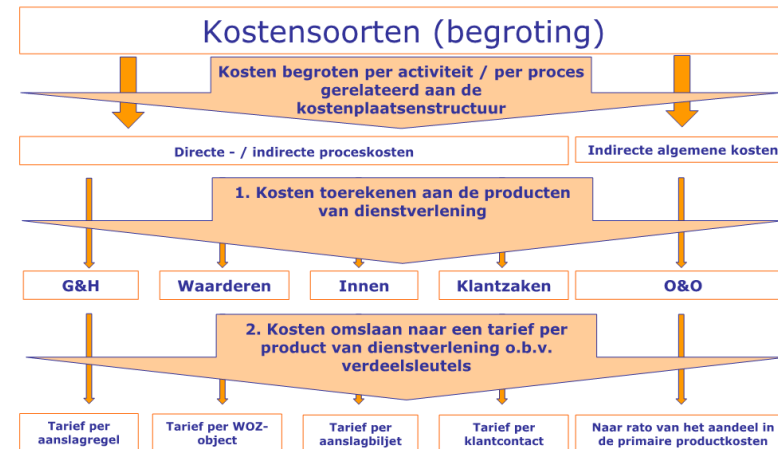 Kostensoorten (begroting)
Kosten begroten per activiteit / per proces
gerelateerd aan de
kostenplaatsenstructuur
Directe - / indirecte proceskosten
Indirecte algemene kosten
1. Kosten toerekenen aan de producten
van dienstverlening
G&H
Waarderen
Innen
Klantzaken
O&O
2. Kosten omslaan naar een tarief per
product van dienstverlening o.b.v.
verdeelsleutels
Tarief per
aanslagregel
Tarief per WOZ-
object
Tarief per
aanslagbiljet
Tarief per
klantcontact
Naar rato van het aandeel in
de primaire productkosten